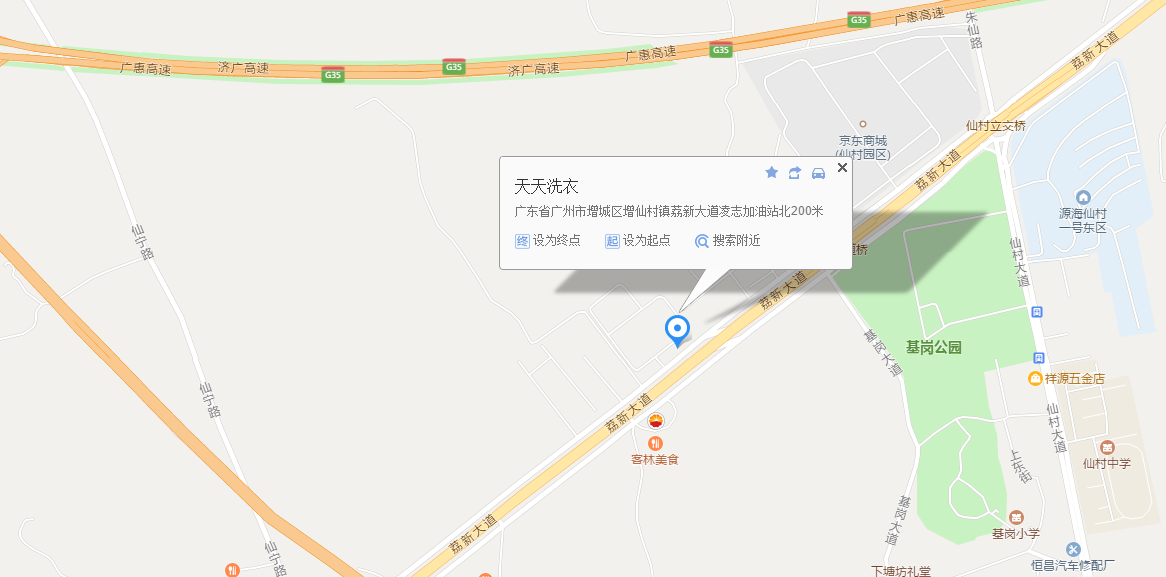 G35
广惠高速
朱仙路
G35
广惠高速
荔新大道
G35
济广高速
济广高速
G35
广惠高速
仙村立交桥
京东商城
(仙村园区)
荔新大道
天天洗衣
广东省广州市增城区增仙村镇荔新大道凌志加油站北200米
终 设为终点
起 设为起点
搜索附近
源海仙村
一号东区
仙宁路
仙村大道
桥
荔新大道
基岗大道
基岗公园
祥源五金店
仙宁路
荔新大道
仙村大道
客林美食
上东街
仙村中学
基岗大道
基岗小学
荔新大道
仙宁路
恒昌汽车修配厂
下塘坊礼堂